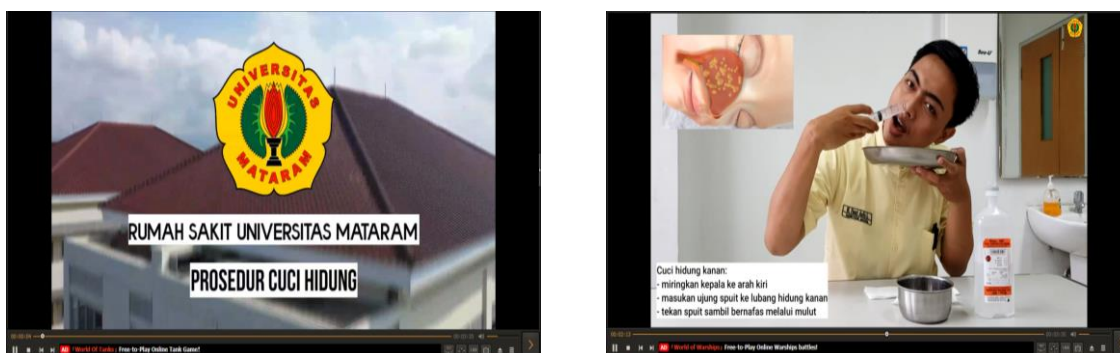 UNIVERSITAS
MATARAM
RUMAH SAKIT UNIVERSITAS MATARAM
PROSEDUR CUCI HIDUNG
AD "World Of Tanks: Free-to-Play Online Tank Game!
Cuci hidung kanan:
- miringkan kepala ke arah kiri
- masukan ujung spuit ke lubang hidung kanan
- tekan spuit sambil bernafas melalui mulut
AD "World of Warships: Free to Play Online Warships battles!